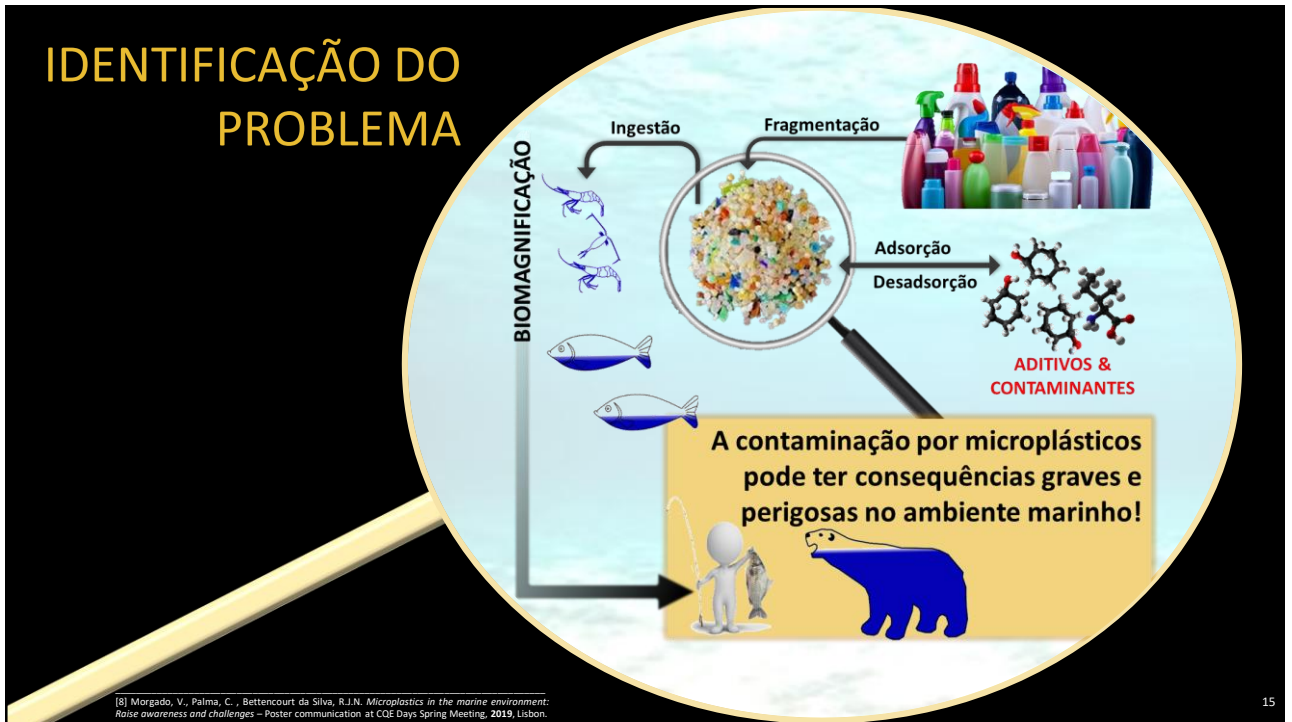 IDENTIFICAÇÃO DO
PROBLEMA
BIOMAGNIFICAÇÃO
Ingestão
Fragmentação
Adsorção
Desadsorção
ADITIVOS &
CONTAMINANTES
A contaminação por microplásticos
pode ter consequências graves e
perigosas no ambiente marinho!
[8] Morgado, V., Palma, C. , Bettencourt da Silva, R.J.N. Microplastics in the marine environment:
Raise awareness and challenges – Poster communication at CQE Days Spring Meeting, 2019, Lisbon.
15